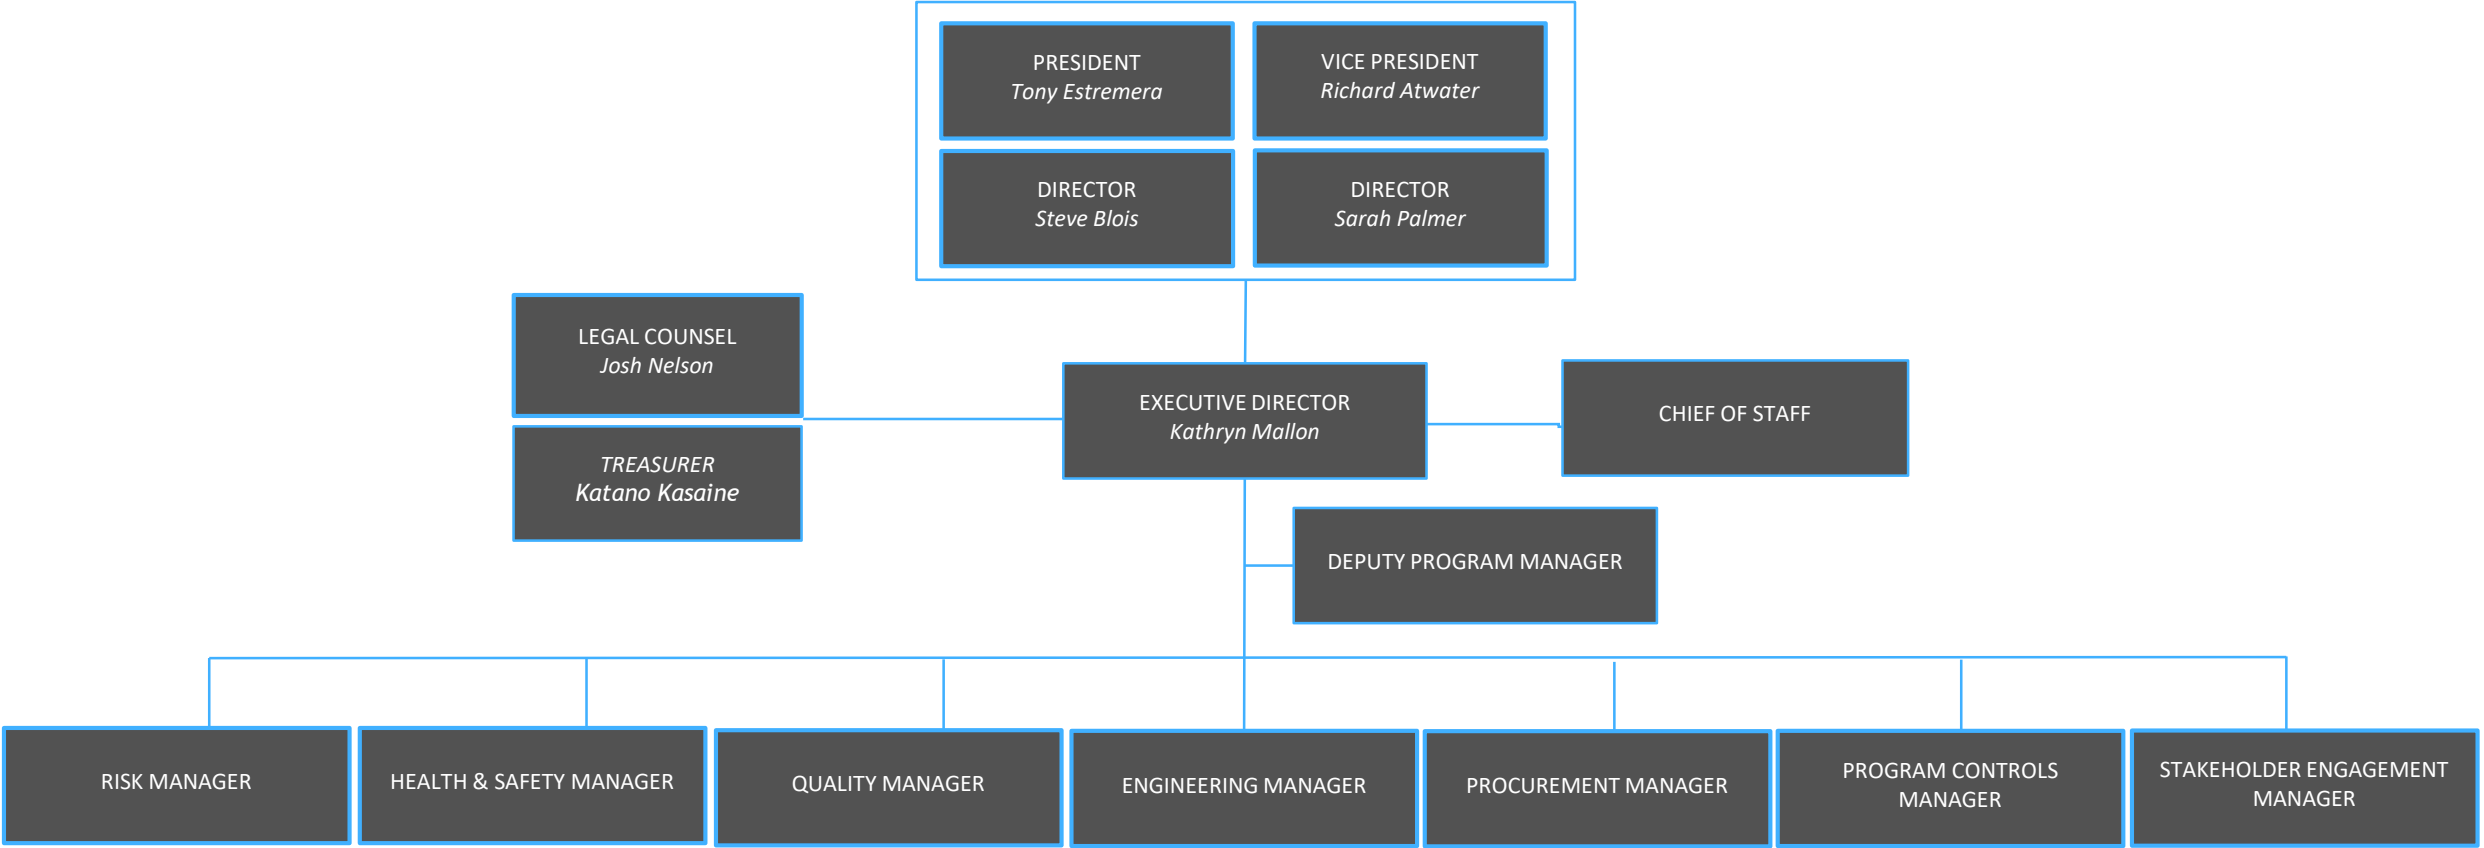 PRESIDENT
Tony Estremera
VICE PRESIDENT
Richard Atwater
DIRECTOR
Steve Blois
DIRECTOR
Sarah Palmer
LEGAL COUNSEL
Josh Nelson
TREASURER
Katano Kasaine
EXECUTIVE DIRECTOR
Kathryn Mallon
CHIEF OF STAFF
DEPUTY PROGRAM MANAGER
RISK MANAGER
HEALTH & SAFETY MANAGER
QUALITY MANAGER
ENGINEERING MANAGER
PROCUREMENT MANAGER
PROGRAM CONTROLS
MANAGER
STAKEHOLDER ENGAGEMENT
MANAGER